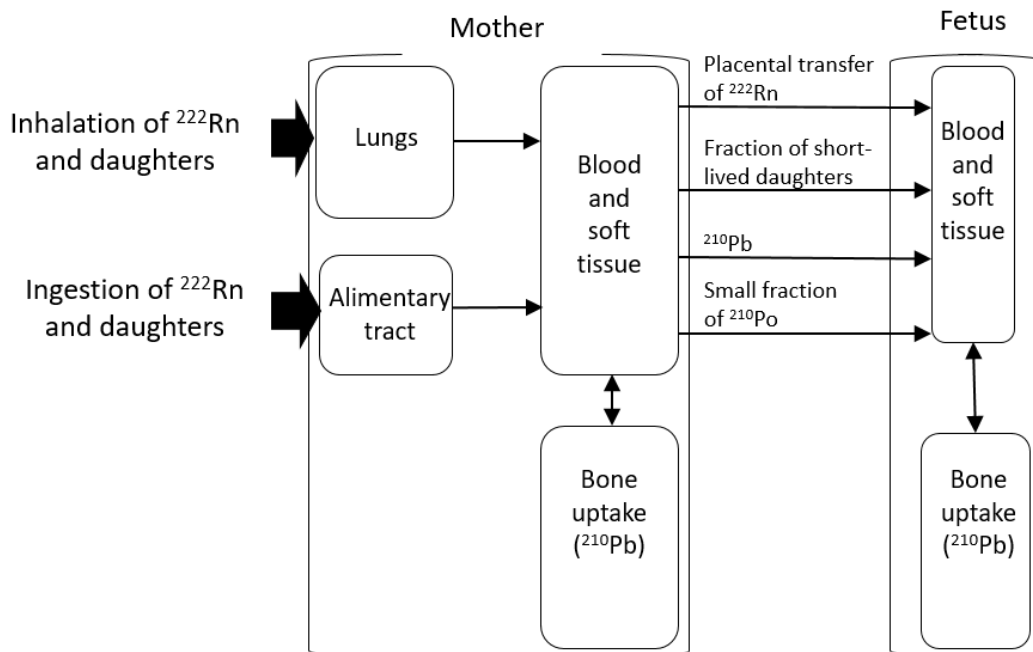 Mother
Fetus
Inhalation of ²²²Rn
and daughters
Lungs
Blood
and
soft
tissue
Placental transfer
of ²²²Rn
Fraction of short-
lived daughters
²¹⁰Pb
Small fraction
of ²¹⁰Po
Blood
and
soft
tissue
Ingestion of ²²²Rn
and daughters
Alimentary
tract
Bone
uptake
(²¹⁰Pb)
Bone
uptake
(²¹⁰Pb)